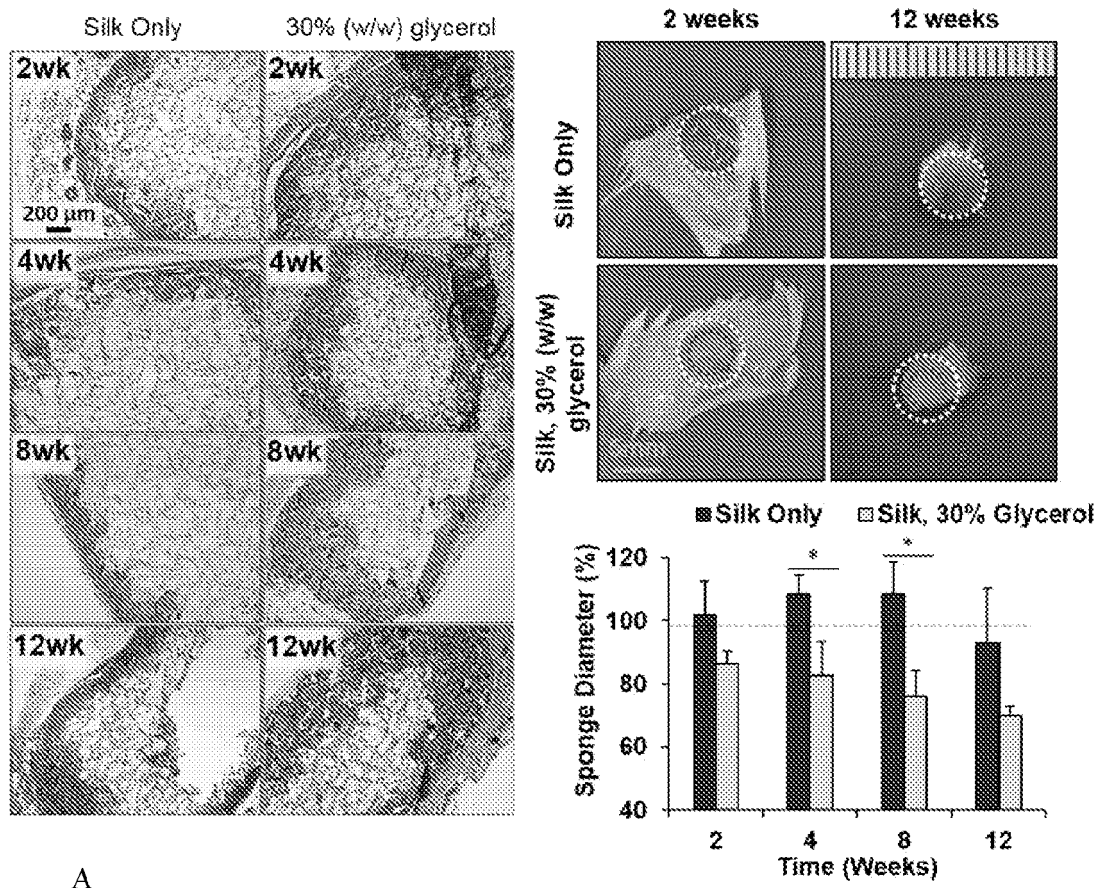 Silk Only 30% (w/w) glycerol
2wk 2wk
200 µm
4wk 4wk
8wk 8wk
12wk 12wk
2 weeks 12 weeks
Silk Only
Silk, 30% (w/w)
glycerol
Silk Only Silk, 30% Glycerol
* *
Sponge Diameter (%)
120
100
80
60
40
2 4 8 12
Time (Weeks)
A